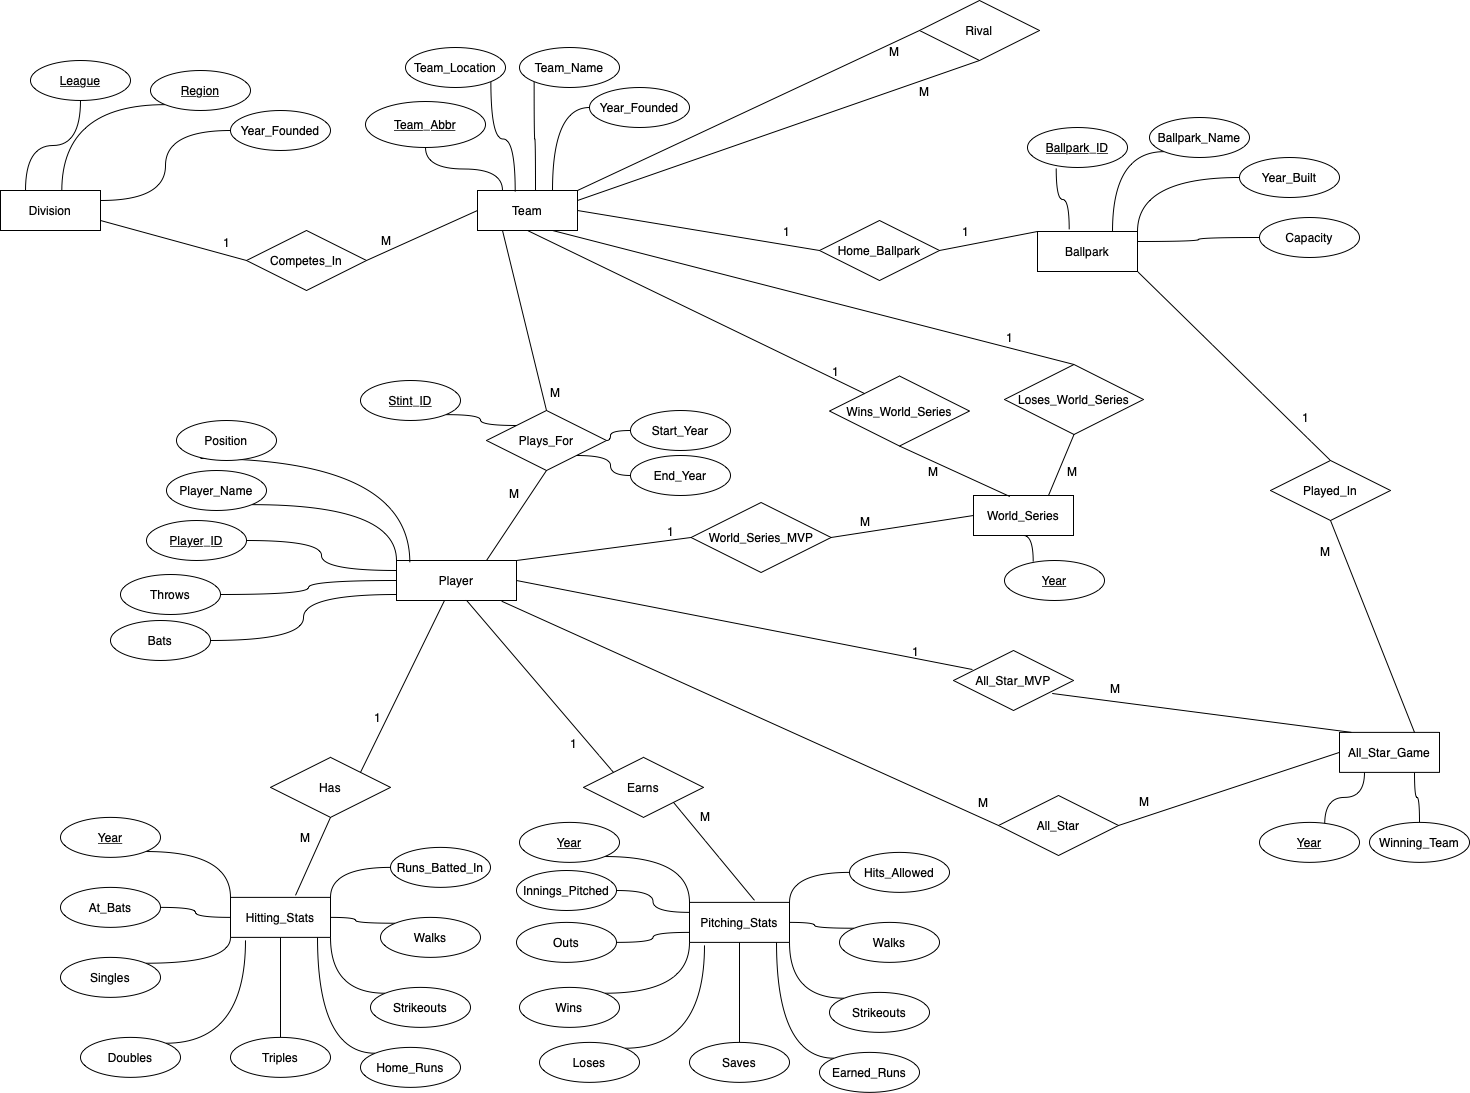 Rival
M
M
League
Region
Year_Founded
Team_Location
Team_Name
Team_Abbr
Year_Founded
Ballpark_ID
Ballpark_Name
Year_Built
Capacity
Division
Team
Ballpark
1
Competes_In
M
1
Home_Ballpark
1
1
Loses_World_Series
M
1
Wins_World_Series
M
M
Stint_ID
Plays_For
Start_Year
End_Year
M
1
Played_In
M
Position
Player_Name
Player_ID
Throws
Bats
Player
1
World_Series_MVP
M
World_Series
Year
1
All_Star_MVP
M
All_Star_Game
Year
Winning_Team
M
All_Star
M
1
Has
M
1
Earns
M
Year
At_Bats
Singles
Doubles
Triples
Home_Runs
Strikeouts
Walks
Runs_Batted_In
Hitting_Stats
Year
Innings_Pitched
Outs
Wins
Loses
Saves
Earned_Runs
Strikeouts
Walks
Hits_Allowed
Pitching_Stats